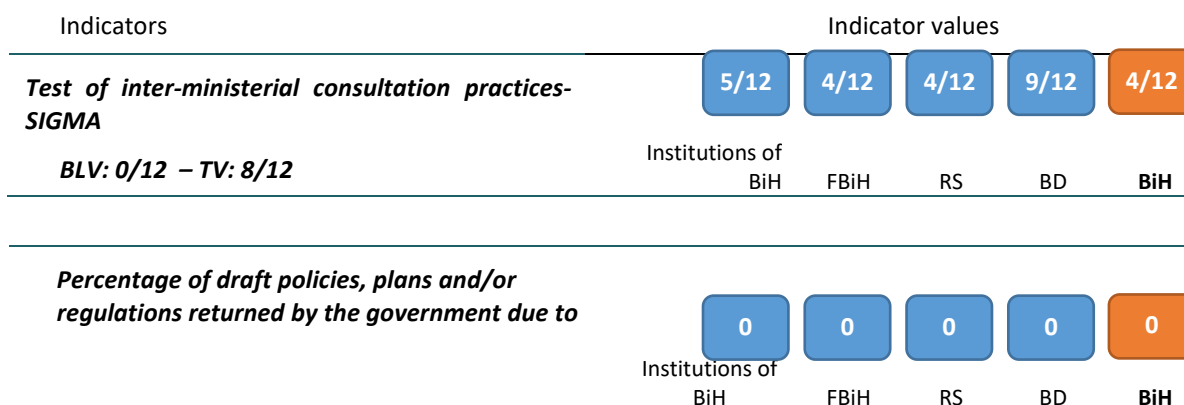 Indicators Indicator values
Test of inter-ministerial consultation practices-
SIGMA
5/12 4/12 4/12 9/12 4/12
BLV: 0/12 – TV: 8/12
Institutions of
BiH FBiH RS BD BiH
Percentage of draft policies, plans and/or
regulations returned by the government due to
0 0 0 0 0
Institutions of
BiH FBiH RS BD BiH